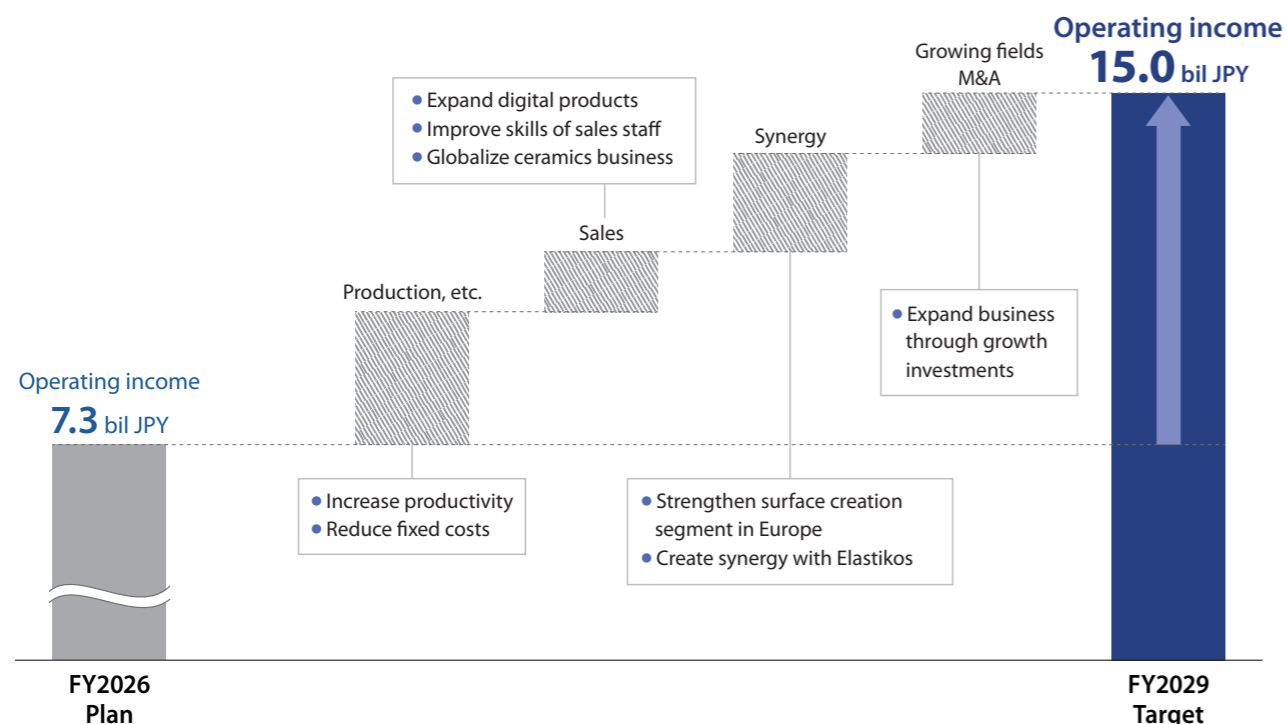 Operating income
15.0 bil JPY
Growing fields
M&A
• Expand digital products
• Improve skills of sales staff
• Globalize ceramics business
Synergy
Sales
Production, etc.
• Expand business
through growth
investments
Operating income
7.3 bil JPY
• Increase productivity
• Reduce fixed costs
• Strengthen surface creation
segment in Europe
• Create synergy with Elastikos
FY2026
Plan
FY2029
Target